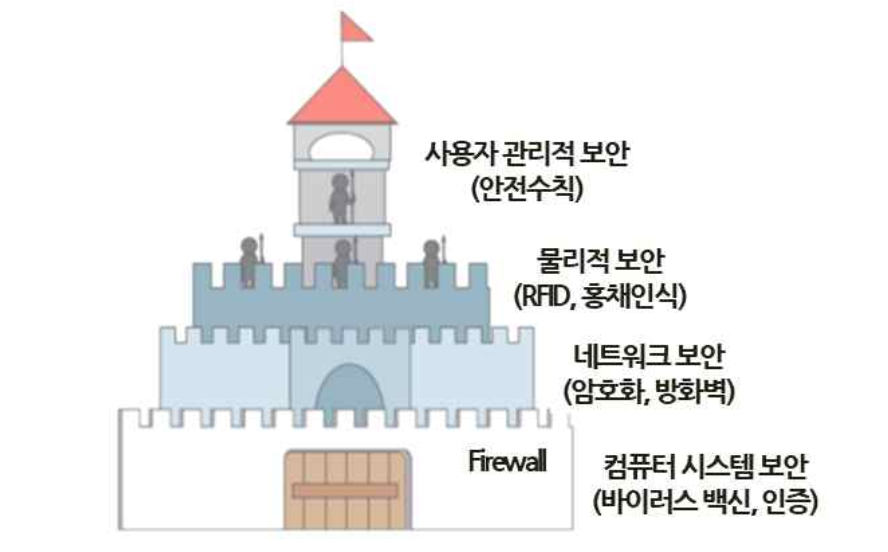 사용자 관리적 보안
(안전수칙)
물리적 보안
(RFID, 홍채인식)
네트워크 보안
(암호화, 방화벽)
Firewall
컴퓨터 시스템 보안
(바이러스 백신, 인증)